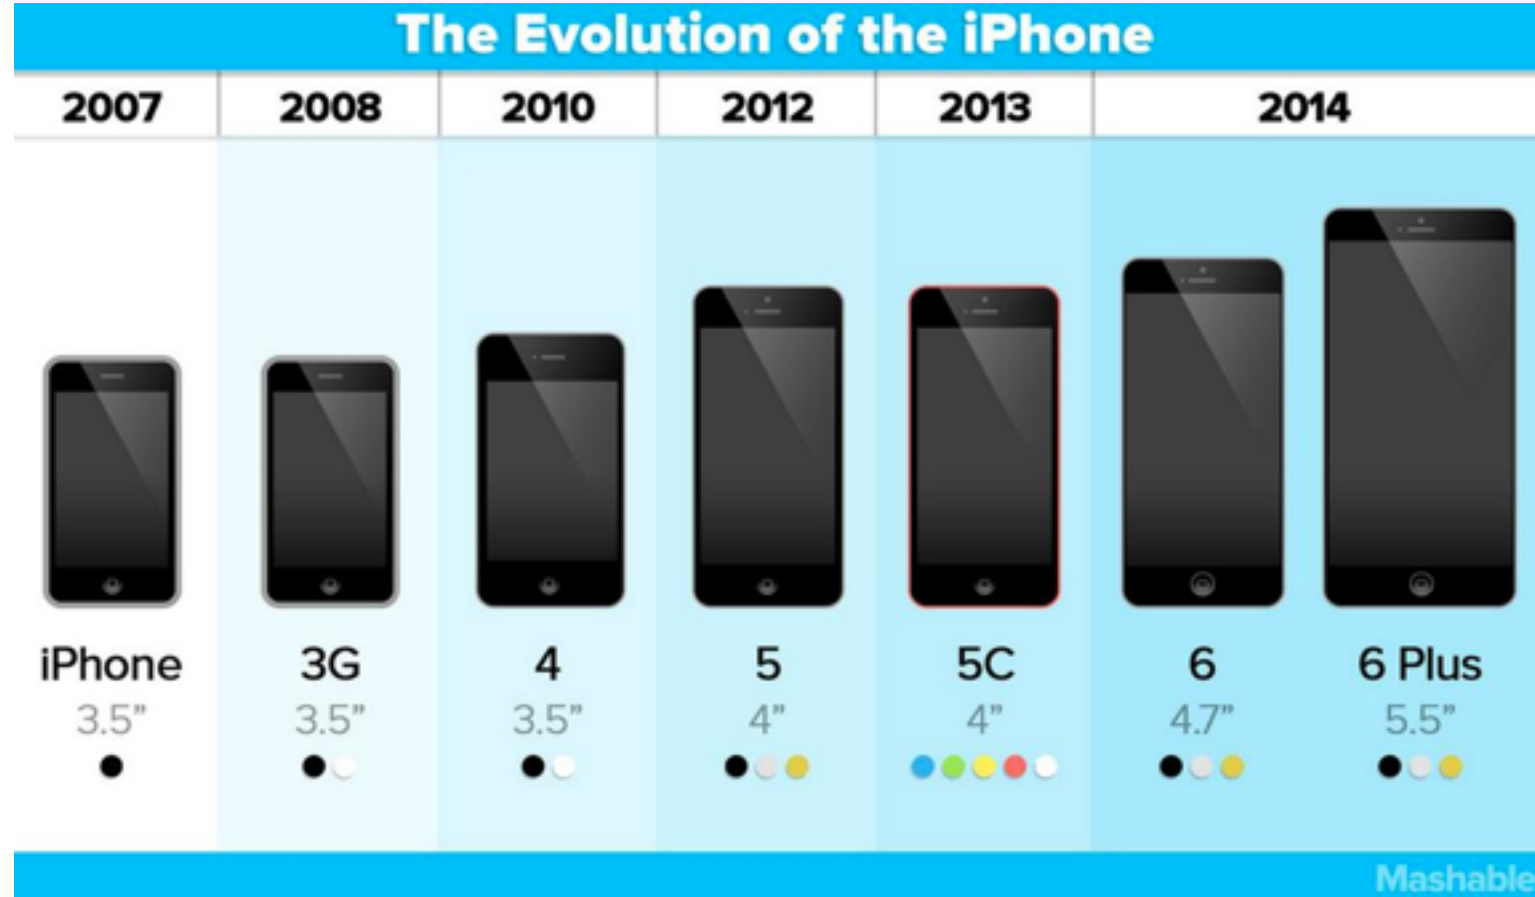 The Evolution of the iPhone
2007 2008 2010 2012 2013 2014
iPhone 3G 4 5 5C 6 6 Plus
3.5” 3.5” 3.5” 4” 4” 4.7” 5.5”
Mashable